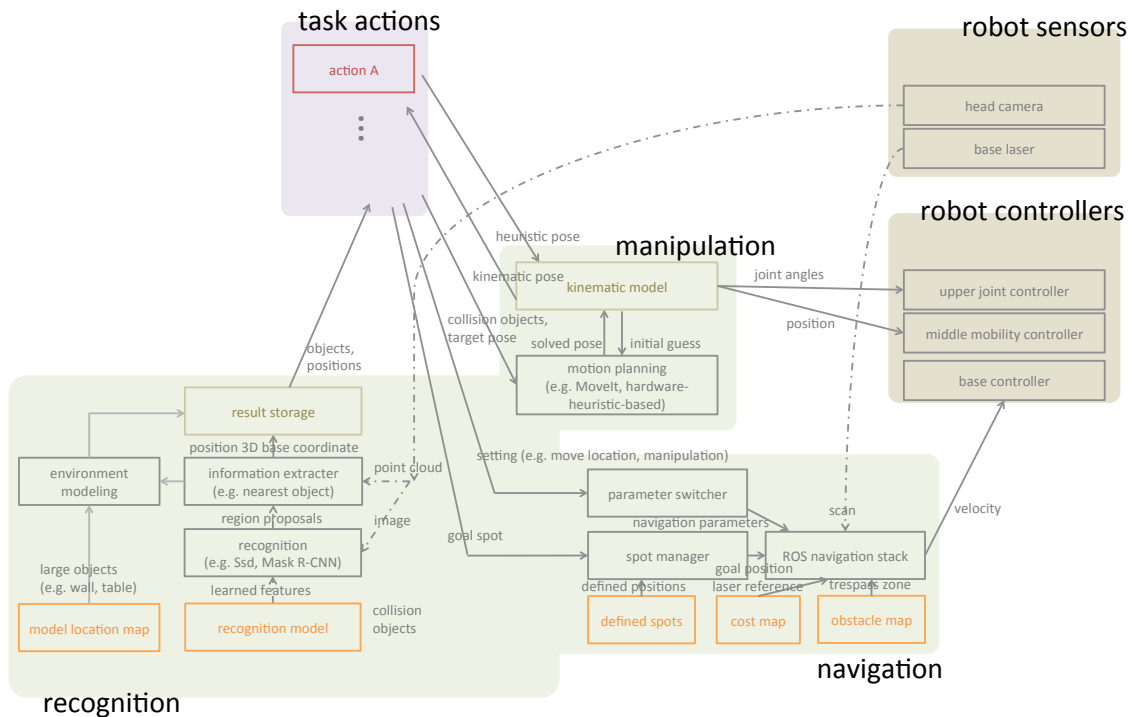 task actions
robot sensors
action A
head camera
base laser
robot controllers
heuristic pose
manipulation
kinematic pose
kinematic model
joint angles
upper joint controller
collision objects,
target pose
position
middle mobility controller
solved pose
initial guess
objects,
positions
motion planning
(e.g. MoveIt, hardware-
heuristic-based)
base controller
result storage
position 3D base coordinate
setting (e.g. move location, manipulation)
environment
modeling
information extracter
(e.g. nearest object)
point cloud
parameter switcher
region proposals
image
navigation parameters
scan
velocity
goal spot
recognition
(e.g. Ssd, Mask R-CNN)
spot manager
ROS navigation stack
large objects
(e.g. wall, table)
goal position
learned features
defined positions
laser reference
trespass zone
model location map
recognition model
collision
objects
defined spots
cost map
obstacle map
navigation
recognition